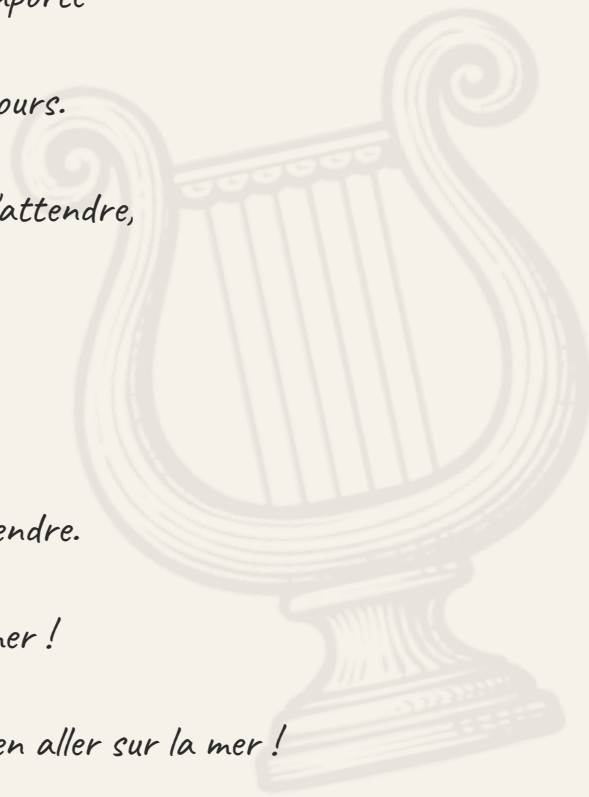 ours.
'attendre,
endre.
ner !
en aller sur la mer !